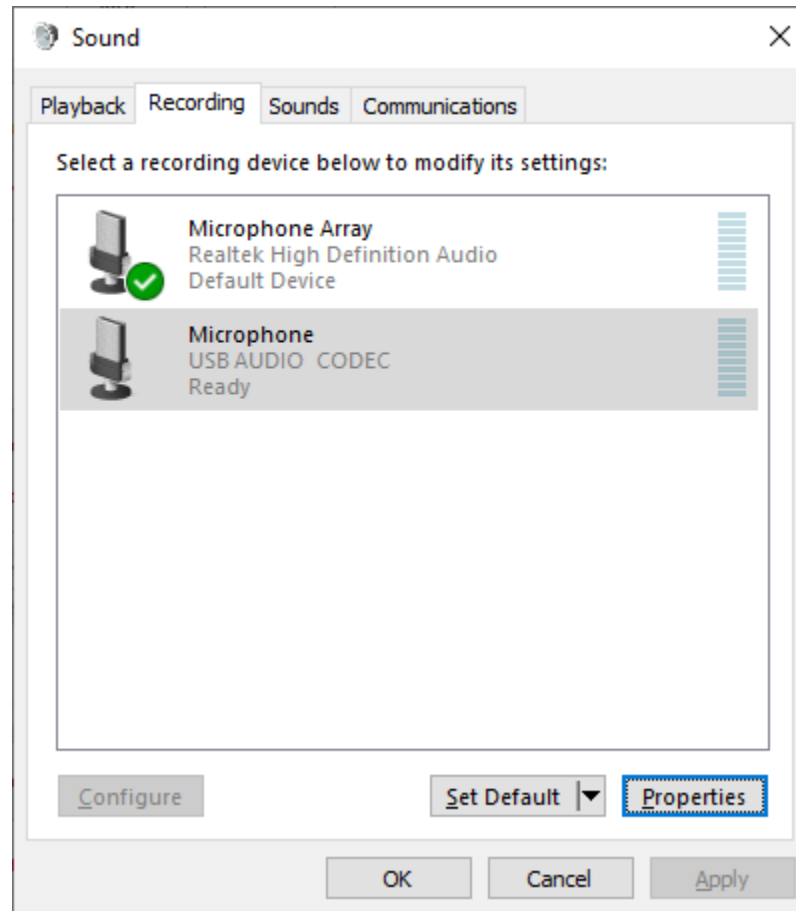 Sound
Playback Recording Sounds Communications
Select a recording device below to modify its settings:
Microphone Array
Realtek High Definition Audio
Default Device
Microphone
USB AUDIO  CODEC
Ready
Configure Set Default Properties
OK Cancel Apply